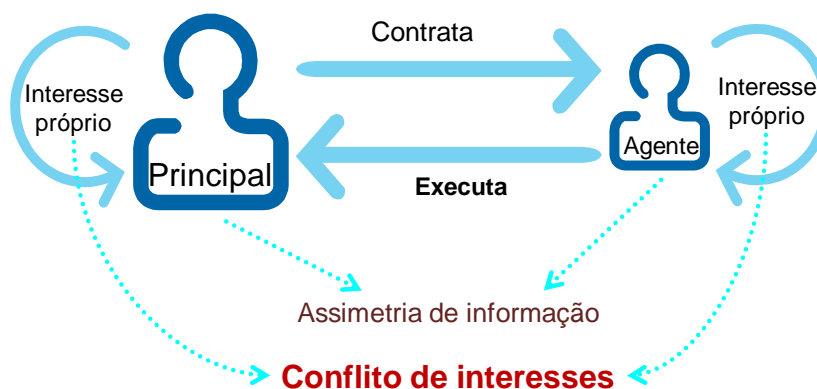 Contrata
Interesse
próprio
Interesse
próprio
Principal
Agente
Executa
Assimetria de informação
Conflito de interesses